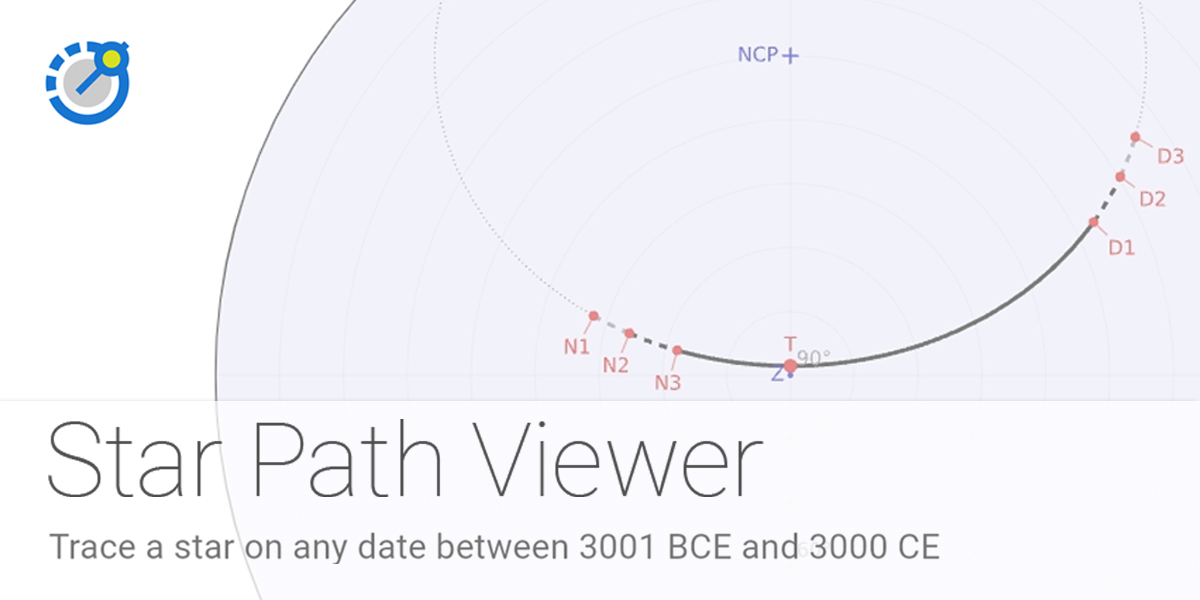 NCP
D3
D2
D1
N1
N2
N3
T
90°
Z
Star Path Viewer
Trace a star on any date between 3001 BCE and 3000 CE